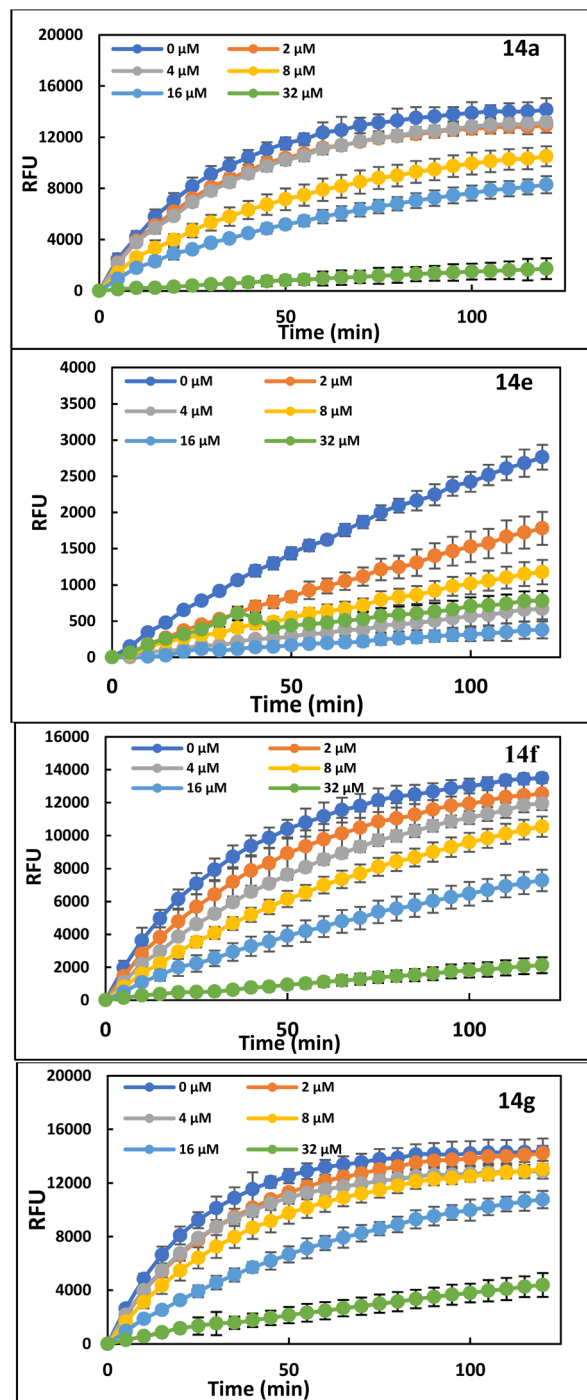 20000
14a
0 µM
2 µM
16000
4 µM
8 µM
16 µM
32 µM
12000
RFU
8000
4000
0
0
50
100
Time (min)
4000
14e
0 µM
2 µM
3500
4 µM
8 µM
3000
16 µM
32 µM
2500
RFU
2000
1500
1000
500
0
0
50
100
Time (min)
16000
14f
0 µM
2 µM
14000
4 µM
8 µM
16 µM
32 µM
12000
10000
RFU
8000
6000
4000
2000
0
0
50
100
Time (min)
20000
14g
0 µM
2 µM
16000
4 µM
8 µM
16 µM
32 µM
12000
RFU
8000
4000
0
0
50
100
Time (min)